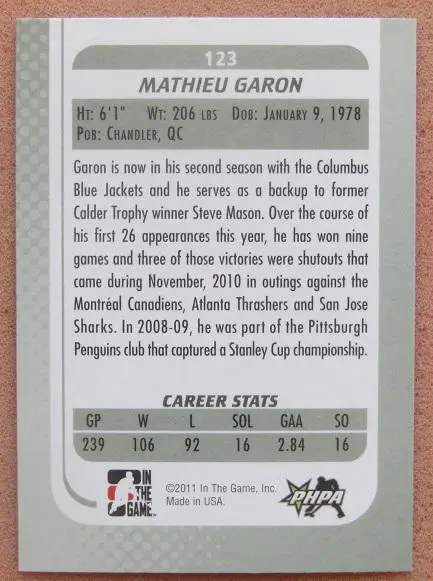 123
MATHIEU GARON
HT: 6'1" WT: 206 LBS DOB: JANUARY 9, 1978
POB: CHANDLER, QC
Garon is now in his second season with the Columbus
Blue Jackets and he serves as a backup to former
Calder Trophy winner Steve Mason. Over the course of
his first 26 appearances this year, he has won nine
games and three of those victories were shutouts that
came during November, 2010 in outings against the
Montréal Canadiens, Atlanta Thrashers and San Jose
Sharks. In 2008-09, he was part of the Pittsburgh
Penguins club that captured a Stanley Cup championship.
CAREER STATS
GP W L SOL GAA SO
239 106 92 16 2.84 16
IN
THE
GAME
©2011 In The Game, Inc.
Made in USA.
PHPA